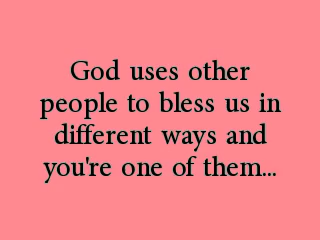 God uses other
people to bless us in
different ways and
you're one of them...